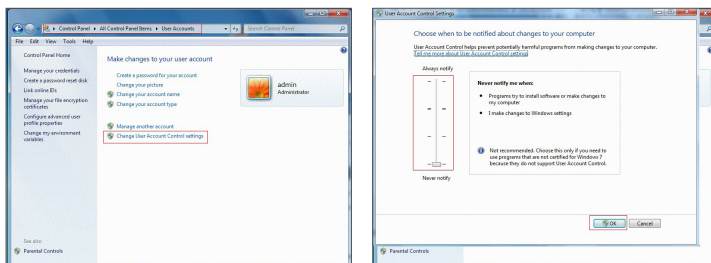 Control Panel ▸ All Control Panel Items ▸ User Accounts
Search Control Panel
File Edit View Tools Help
Control Panel Home
Manage your credentials
Create a password reset disk
Link online IDs
Manage your file encryption
certificates
Configure advanced user
profile properties
Change my environment
variables
See also
Parental Controls
Make changes to your user account
Create a password for your account
Change your picture
Change your account name
Change your account type
Manage another account
Change User Account Control settings
admin
Administrator
User Account Control Settings
Choose when to be notified about changes to your computer
User Account Control helps prevent potentially harmful programs from making changes to your computer.
Tell me more about User Account Control settings
Always notify
Never notify me when:
• Programs try to install software or make changes to
my computer
• I make changes to Windows settings
Not recommended. Choose this only if you need to
use programs that are not certified for Windows 7
because they do not support User Account Control.
Never notify
OK Cancel
Parental Controls